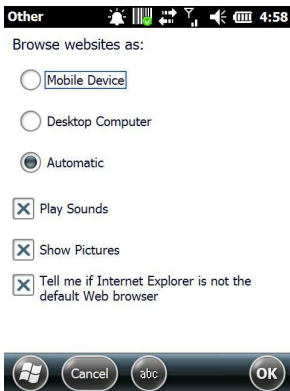 Other 4:58
Browse websites as:
Mobile Device
Desktop Computer
Automatic
Play Sounds
Show Pictures
Tell me if Internet Explorer is not the
default Web browser
Cancel abc OK